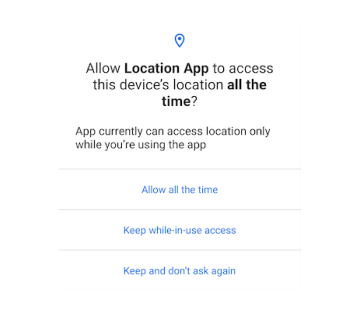 Allow Location App to access
this device's location all the
time?
App currently can access location only
while you're using the app
Allow all the time
Keep while-in-use access
Keep and don't ask again